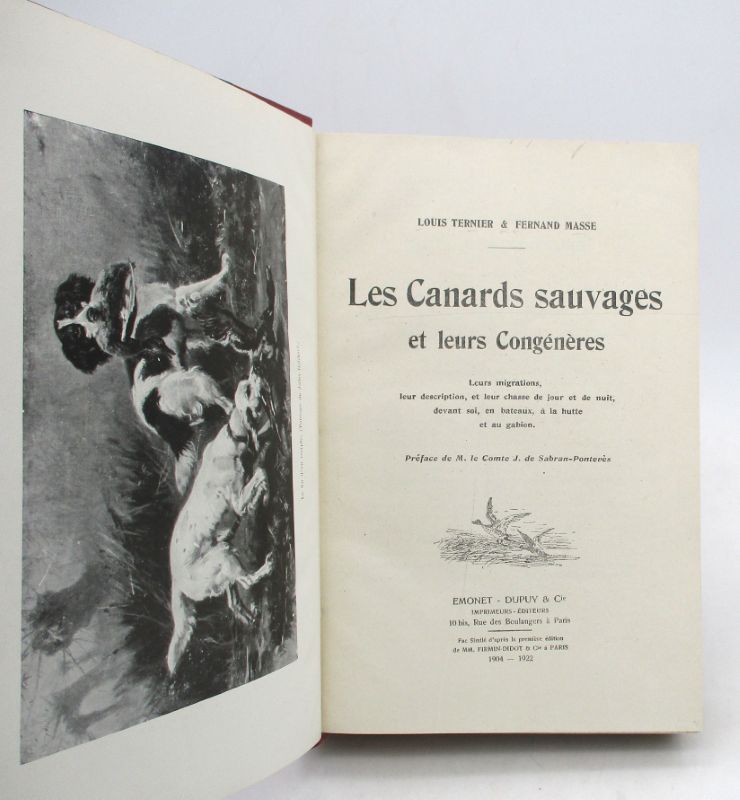 LOUIS TERNIER & FERNAND MASSE
Les Canards sauvages
et leurs Congénères
Leurs migrations,
leur description, et leur chasse de jour et de nuit,
devant soi, en bateaux, à la hutte
et au gabion.
Préface de M. le Comte J. de Sabran-Pontevès
EMONET - DUPUY & Cie
IMPRIMEURS-ÉDITEURS
10 bis, Rue des Boulangers à Paris
Fac Similé d'après la première édition
de MM. FIRMIN-DIDOT & Cie à PARIS
1904 — 1922